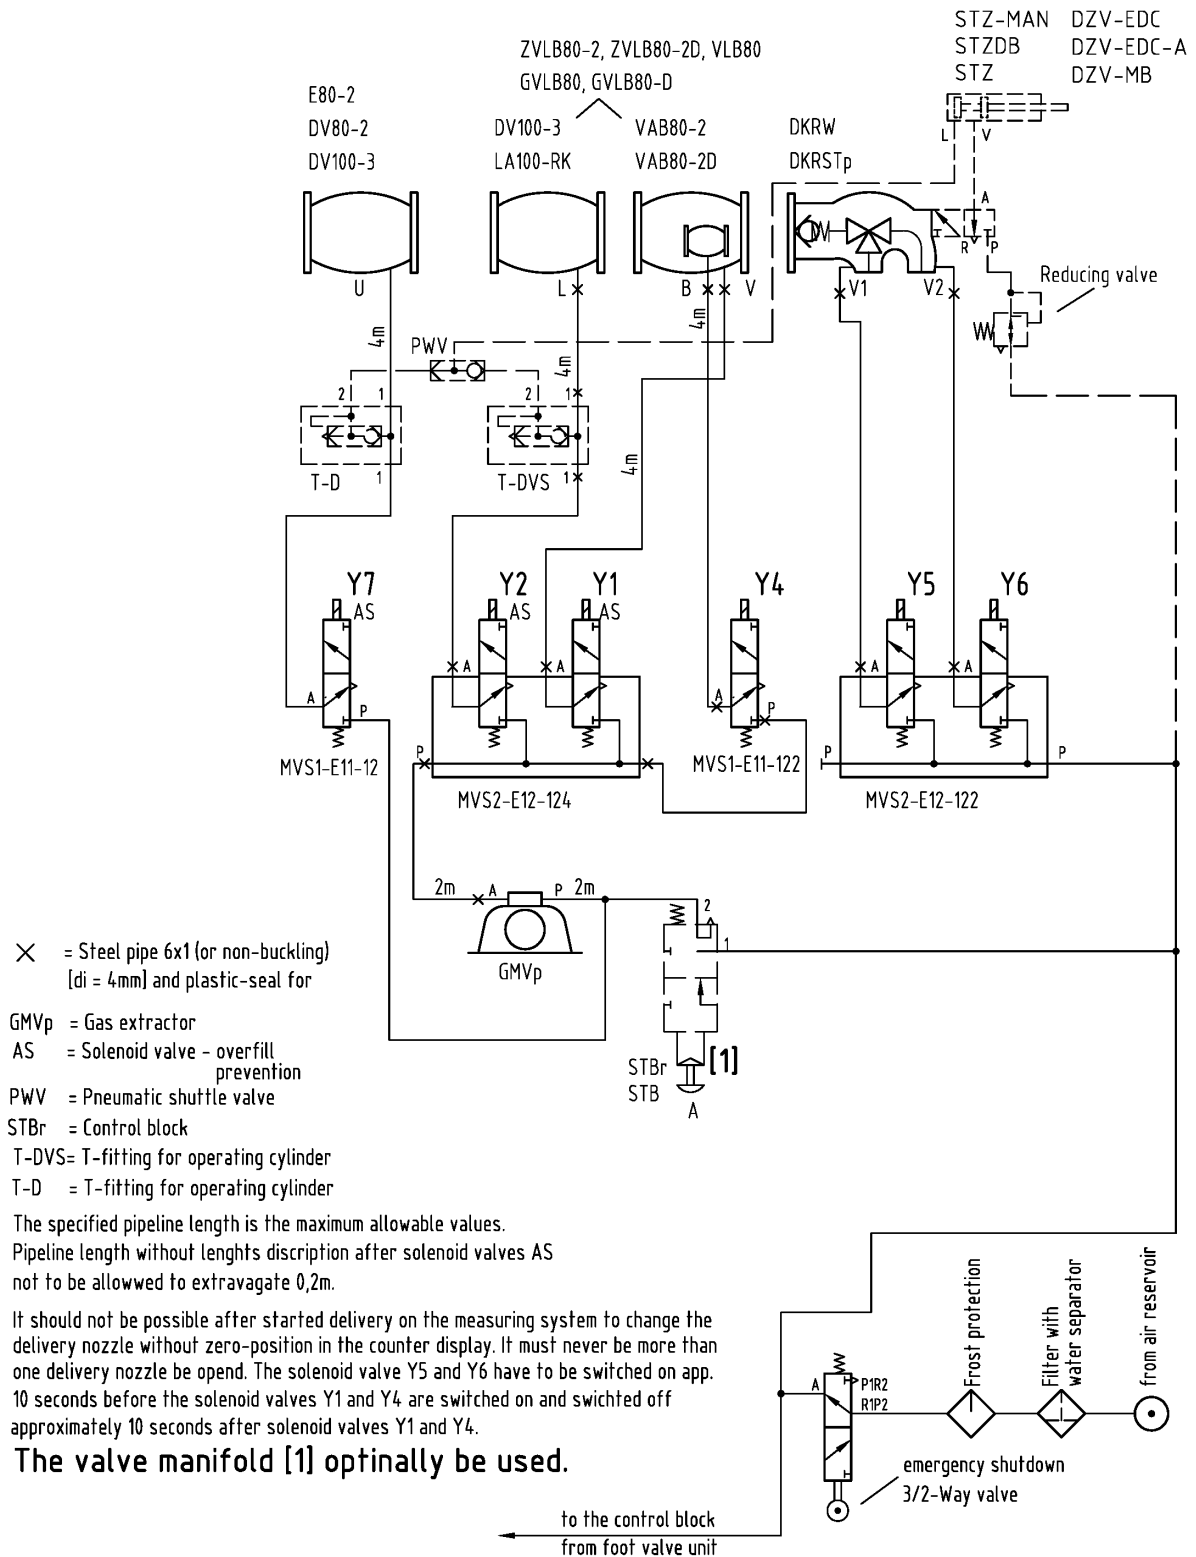 STZ-MAN DZV-EDC
STZDB DZV-EDC-A
STZ DZV-MB
ZVLB80-2, ZVLB80-2D, VLB80
GVLB80, GVLB80-D
E80-2
DV80-2
DV100-3
DV100-3
LA100-RK
VAB80-2
VAB80-2D
DKRW
DKRSTp
L V
A
R P
U
L
B V
V1 V2
Reducing valve
4m
4m
4m
PWV
2 1
2 1
4m
T-D 1
T-DVS 1
Y7
AS
Y2
AS
Y1
AS
Y4
Y5
Y6
A
A
A
A
A
A
P
P
P
P
P
MVS1-E11-12
MVS2-E12-124
MVS1-E11-122
MVS2-E12-122
2m A P 2m
GMVp
2
1
STBr [1]
STB
A
× = Steel pipe 6x1 (or non-buckling)
[di = 4mm] and plastic-seal for
GMVp = Gas extractor
AS = Solenoid valve - overfill
prevention
PWV = Pneumatic shuttle valve
STBr = Control block
T-DVS= T-fitting for operating cylinder
T-D = T-fitting for operating cylinder
The specified pipeline length is the maximum allowable values.
Pipeline length without lenghts discription after solenoid valves AS
not to be allowwed to extravagate 0,2m.
It should not be possible after started delivery on the measuring system to change the
delivery nozzle without zero-position in the counter display. It must never be more than
one delivery nozzle be opend. The solenoid valve Y5 and Y6 have to be switched on app.
10 seconds before the solenoid valves Y1 and Y4 are switched on and swichted off
approximately 10 seconds after solenoid valves Y1 and Y4.
The valve manifold [1] optinally be used.
Frost protection
Filter with
water separator
from air reservoir
A
P1R2
R1P2
emergency shutdown
3/2-Way valve
to the control block
from foot valve unit